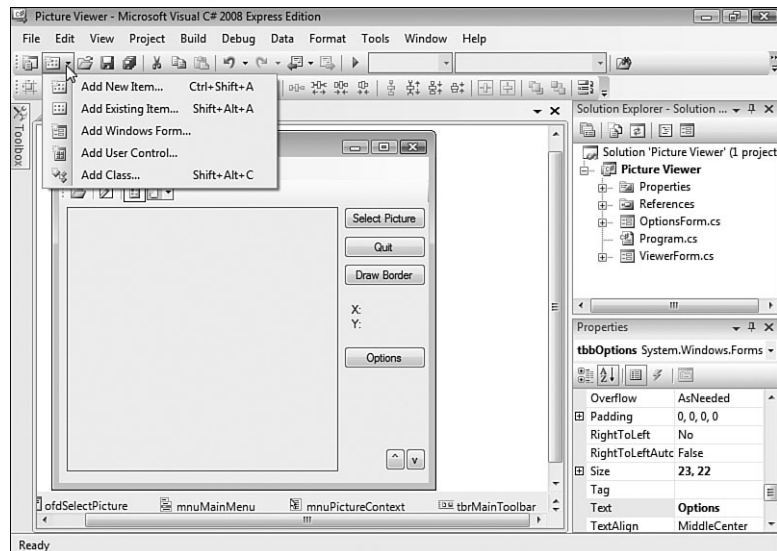 Picture Viewer - Microsoft Visual C# 2008 Express Edition
File Edit View Project Build Debug Data Format Tools Window Help
Add New Item... Ctrl+Shift+A
Add Existing Item... Shift+Alt+A
Add Windows Form...
Add User Control...
Add Class... Shift+Alt+C
Toolbox
Select Picture
Quit
Draw Border
X:
Y:
Options
ofdSelectPicture mnuMainMenu mnuPictureContext tbrMainToolbar
Solution Explorer - Solution ...
Solution 'Picture Viewer' (1 project
Picture Viewer
Properties
References
OptionsForm.cs
Program.cs
ViewerForm.cs
Properties
tbbOptions System.Windows.Forms
Overflow AsNeeded
Padding 0, 0, 0, 0
RightToLeft No
RightToLeftAutc False
Size 23, 22
Tag
Text Options
TextAlign MiddleCenter
Ready